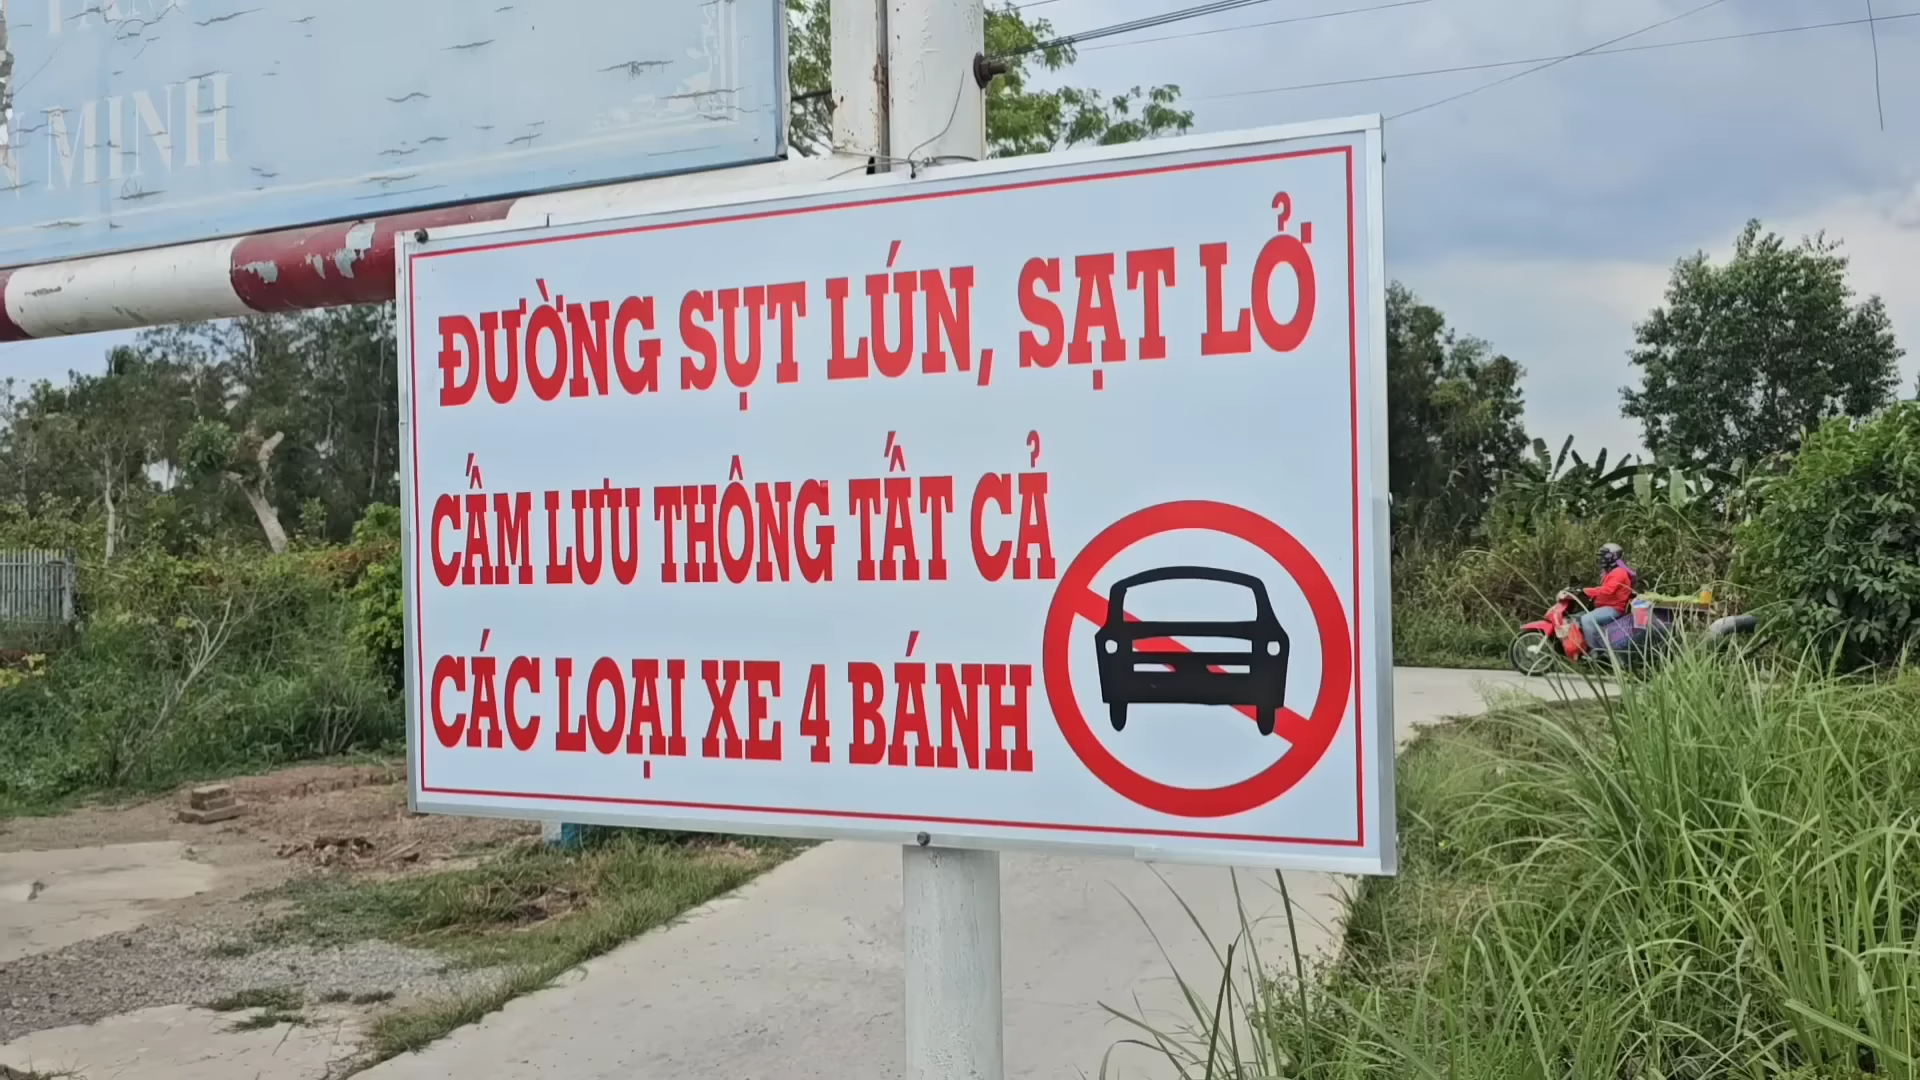 MINH
ĐƯỜNG SỤT LÚN, SẠT LỞ
CẤM LƯU THÔNG TẤT CẢ
CÁC LOẠI XE 4 BÁNH